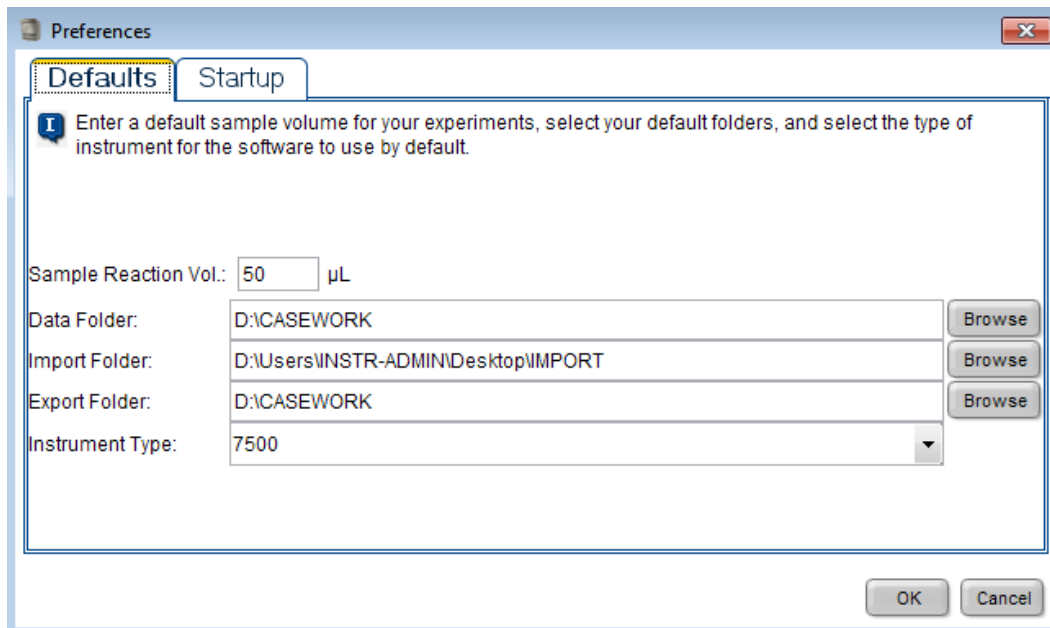 Preferences
Defaults Startup
I Enter a default sample volume for your experiments, select your default folders, and select the type of
instrument for the software to use by default.
Sample Reaction Vol.: 50 µL
Data Folder: D:\CASEWORK Browse
Import Folder: D:\Users\INSTR-ADMIN\Desktop\IMPORT Browse
Export Folder: D:\CASEWORK Browse
Instrument Type: 7500
OK Cancel